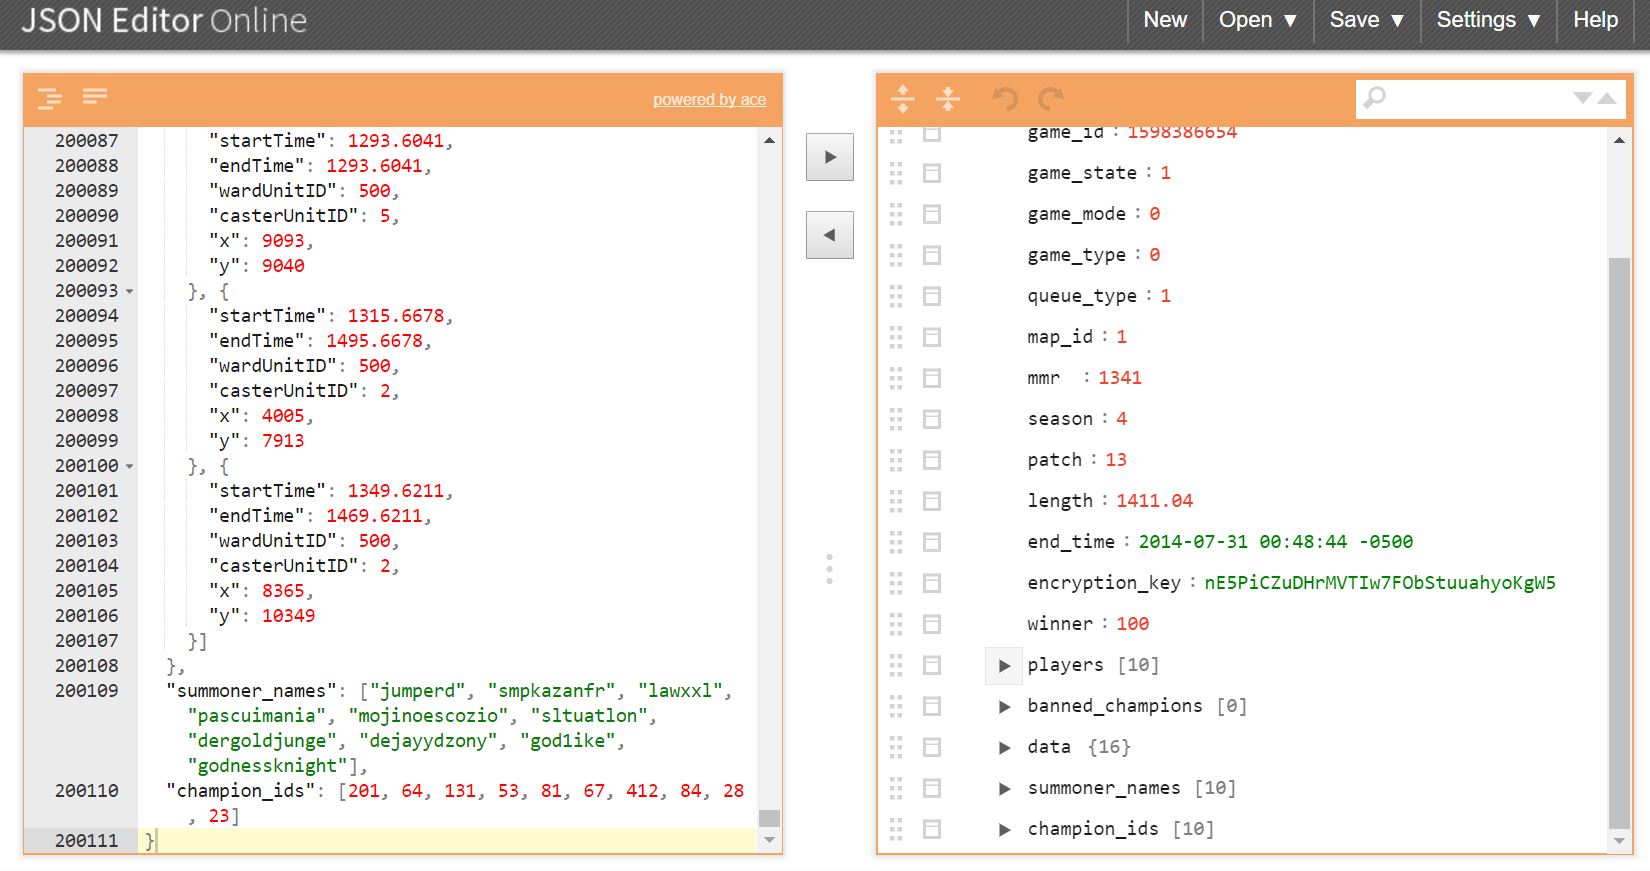 JSON Editor Online
New Open ▼ Save ▼ Settings ▼ Help
powered by ace
200087 "startTime": 1293.6041,
200088 "endTime": 1293.6041,
200089 "wardUnitID": 500,
200090 "casterUnitID": 5,
200091 "x": 9093,
200092 "y": 9040
200093 }, {
200094 "startTime": 1315.6678,
200095 "endTime": 1495.6678,
200096 "wardUnitID": 500,
200097 "casterUnitID": 2,
200098 "x": 4005,
200099 "y": 7913
200100 }, {
200101 "startTime": 1349.6211,
200102 "endTime": 1469.6211,
200103 "wardUnitID": 500,
200104 "casterUnitID": 2,
200105 "x": 8365,
200106 "y": 10349
200107 }]
200108 },
200109 "summoner_names": ["jumperd", "smpkazanfr", "lawxxl",
"pascuimania", "mojinoescozio", "sltuatlon",
"dergoldjunge", "dejayydzony", "god1ike",
"godnessknight"],
200110 "champion_ids": [201, 64, 131, 53, 81, 67, 412, 84, 28
, 23]
200111 }
game_id : 1598386654
game_state : 1
game_mode : 0
game_type : 0
queue_type : 1
map_id : 1
mmr : 1341
season : 4
patch : 13
length : 1411.04
end_time : 2014-07-31 00:48:44 -0500
encryption_key : nE5PiCZuDHrMVTIw7FObStuuahyoKgW5
winner : 100
players [10]
banned_champions [0]
data {16}
summoner_names [10]
champion_ids [10]